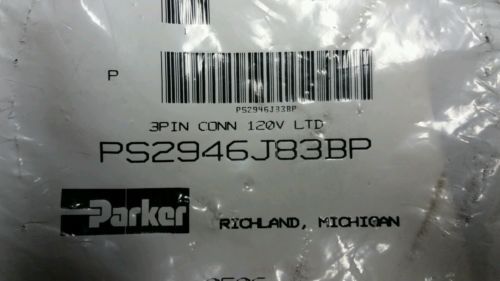 P
PS2946J83BP
3PIN CONN 120V LTD
PS2946J83BP
Parker
RICHLAND, MICHIGAN